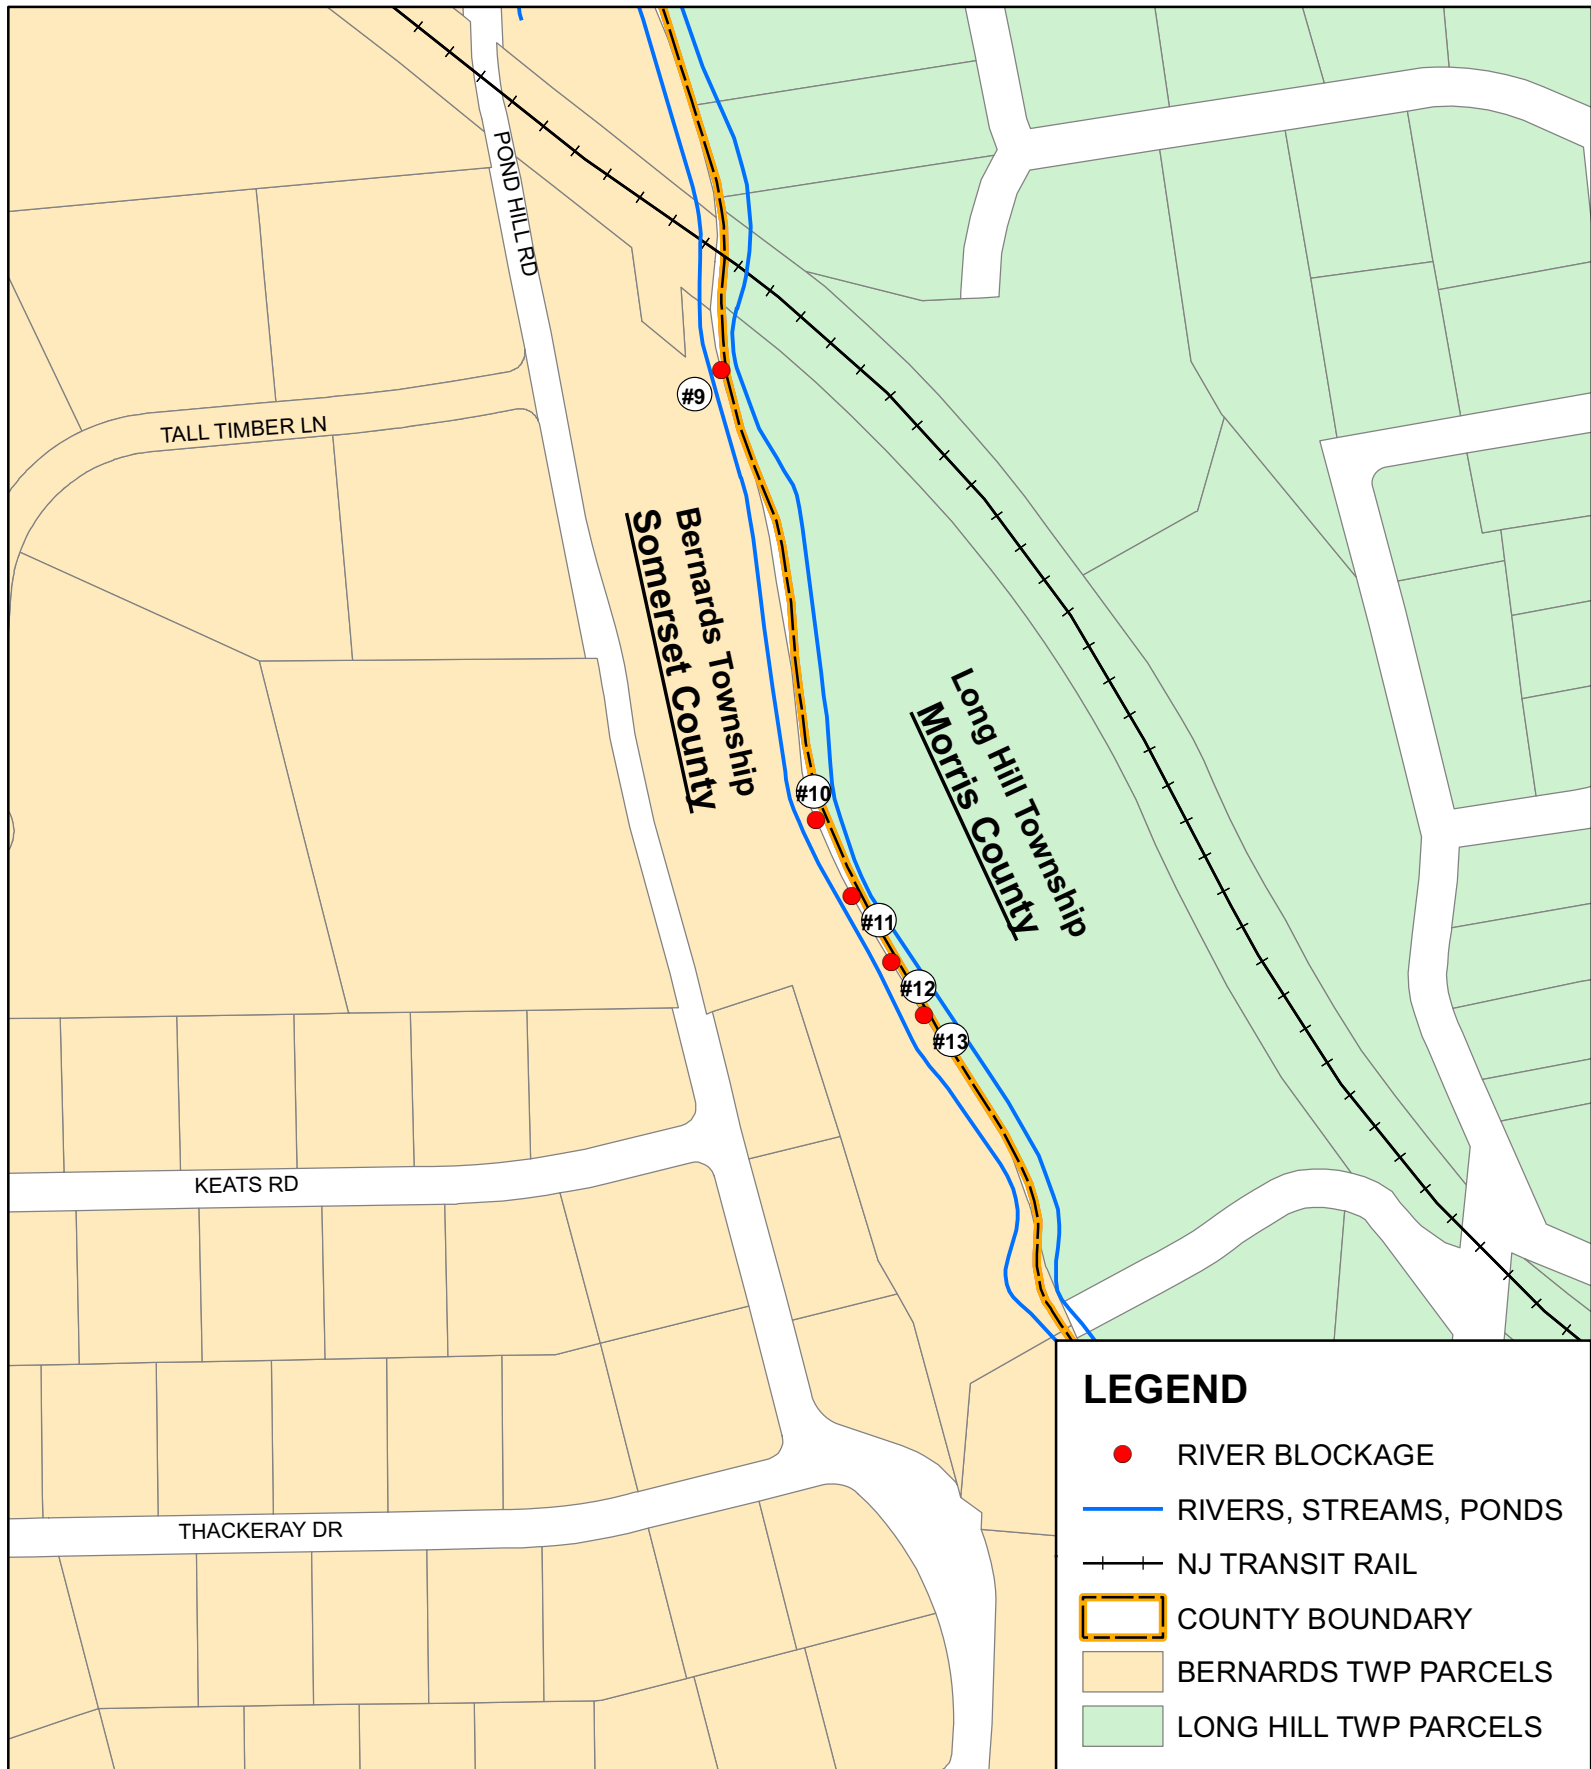 POND HILL RD
TALL TIMBER LN
#9
Bernards Township
Somerset County
Long Hill Township
Morris County
#10
#11
#12
#13
KEATS RD
THACKERAY DR
LEGEND
RIVER BLOCKAGE
RIVERS, STREAMS, PONDS
NJ TRANSIT RAIL
COUNTY BOUNDARY
BERNARDS TWP PARCELS
LONG HILL TWP PARCELS